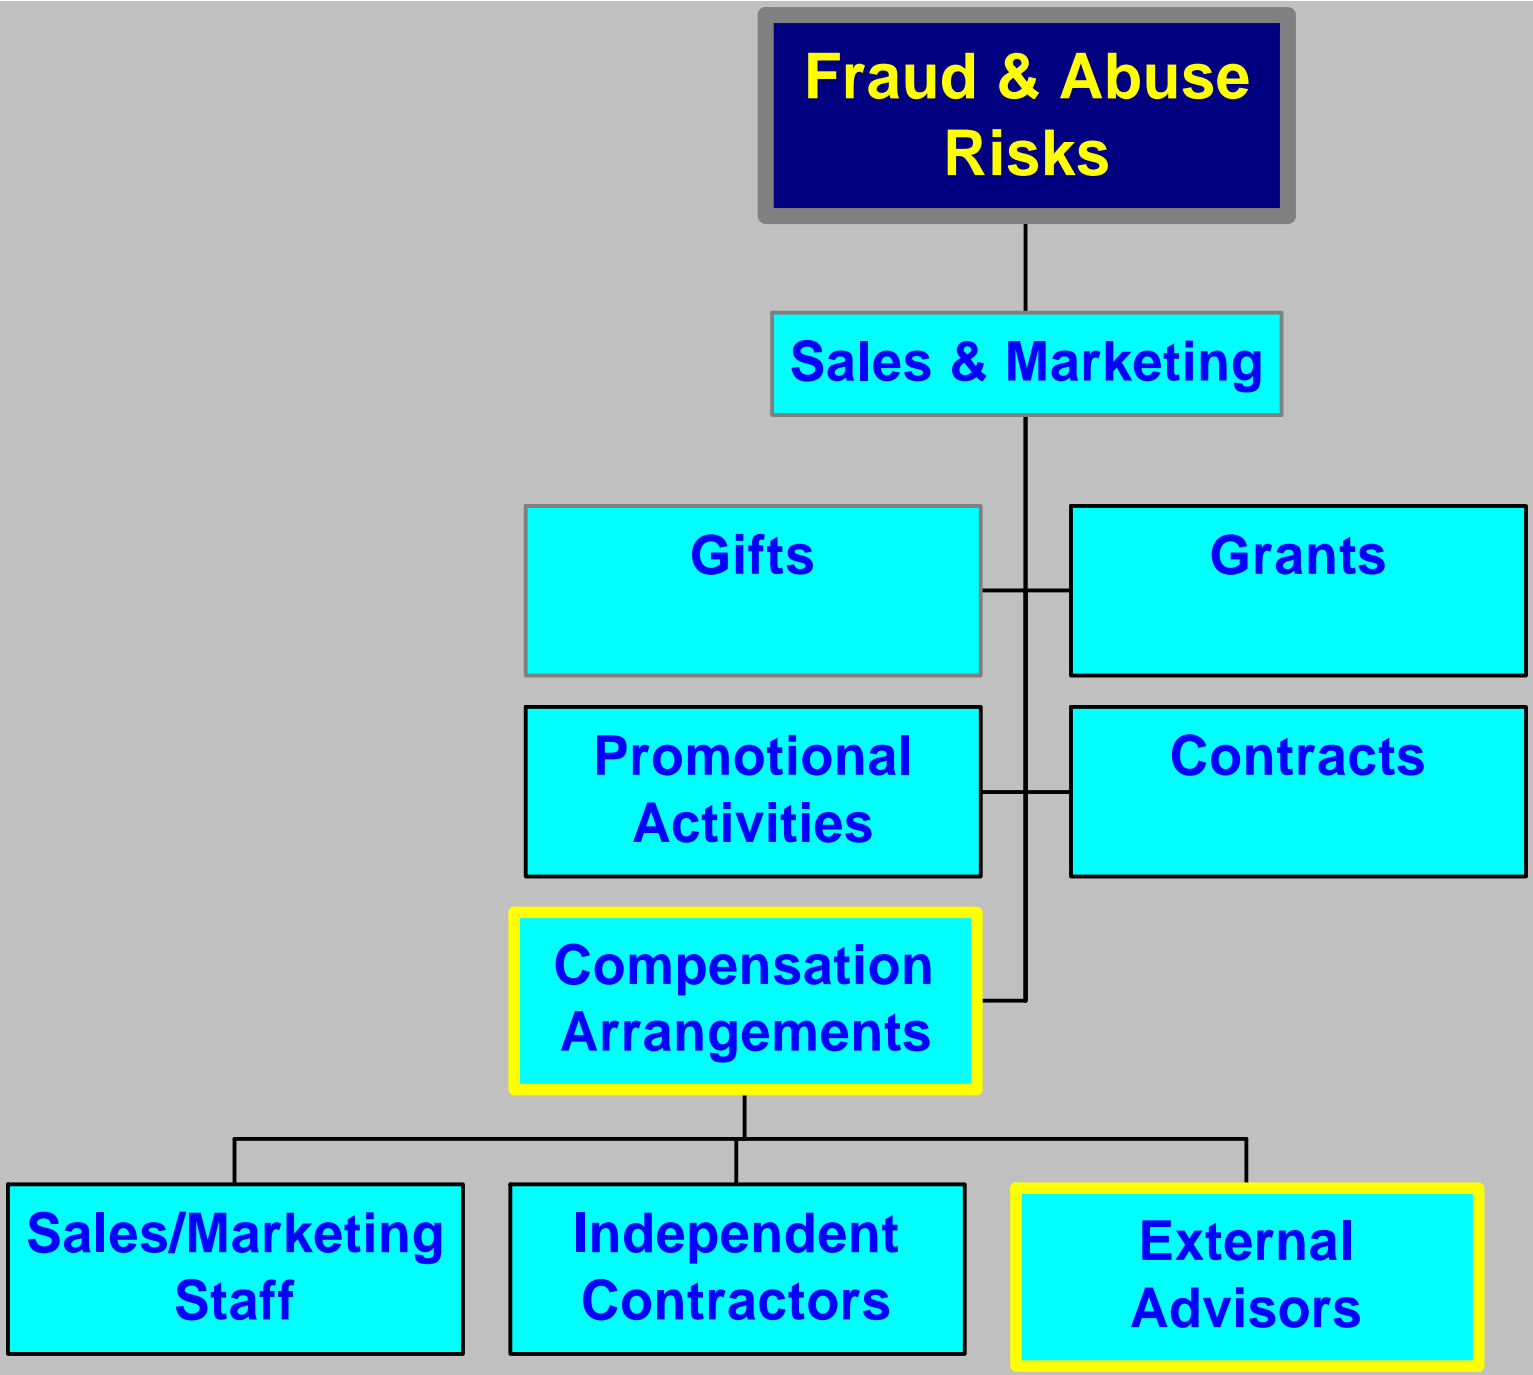 Fraud & Abuse
Risks
Sales & Marketing
Gifts
Grants
Promotional
Activities
Contracts
Compensation
Arrangements
Sales/Marketing
Staff
Independent
Contractors
External
Advisors